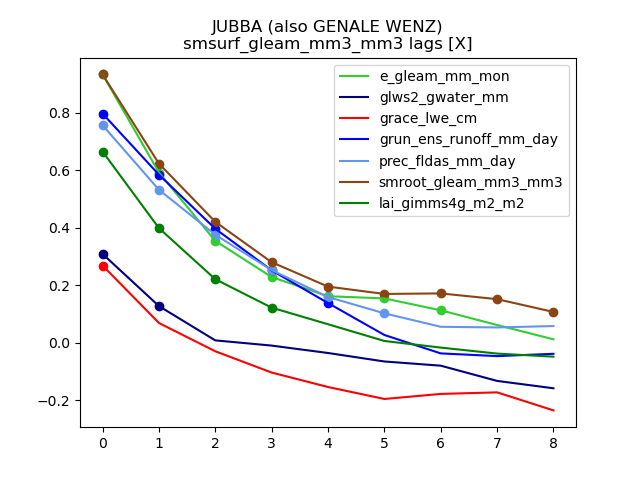 JUBBA (also GENALE WENZ)
smsurf_gleam_mm3_mm3 lags [X]
e_gleam_mm_mon
glws2_gwater_mm
grace_lwe_cm
grun_ens_runoff_mm_day
prec_fldas_mm_day
smroot_gleam_mm3_mm3
lai_gimms4g_m2_m2
0.8
0.6
0.4
0.2
0.0
−0.2
0 1 2 3 4 5 6 7 8